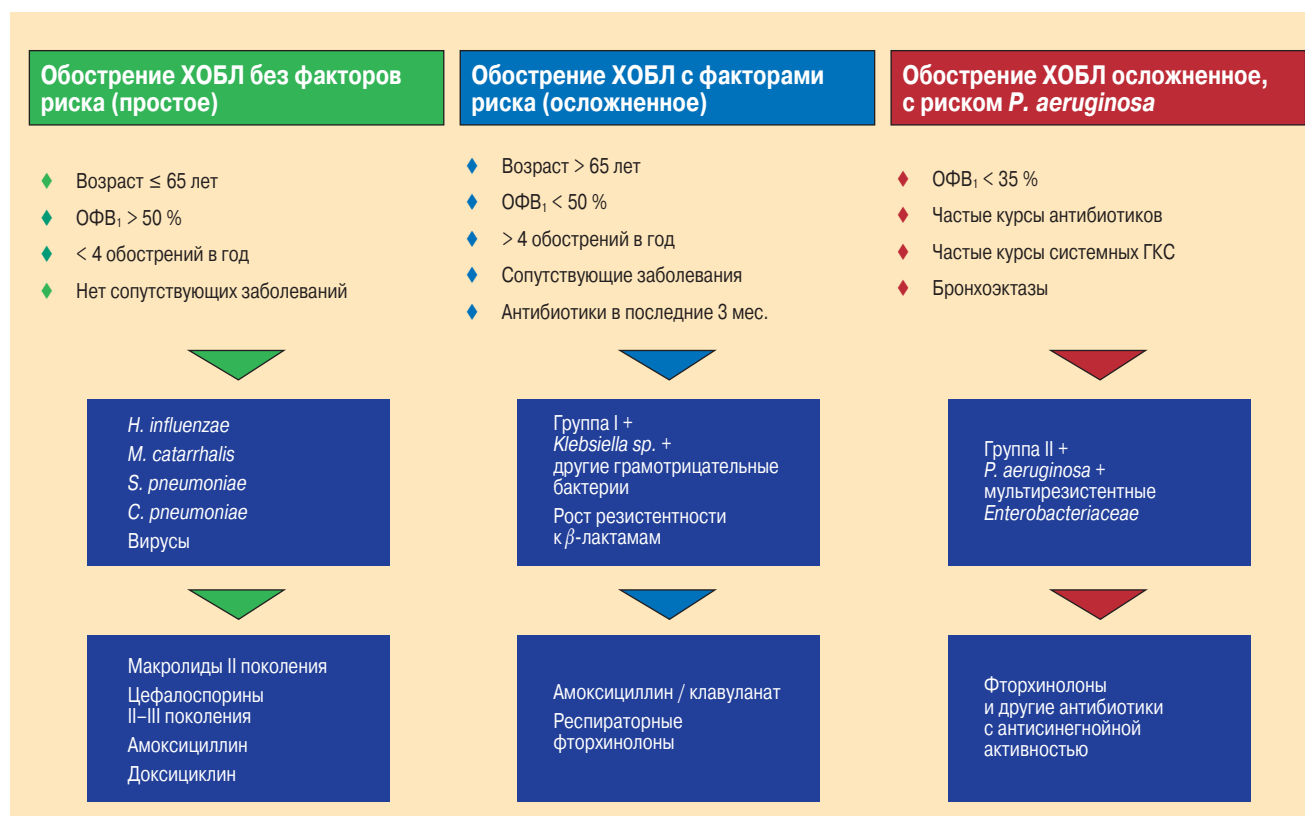 Обострение ХОБЛ без факторов
риска (простое)
Возраст ≤ 65 лет
ОФВ₁ > 50 %
< 4 обострений в год
Нет сопутствующих заболеваний
H. influenzae
M. catarrhalis
S. pneumoniae
C. pneumoniae
Вирусы
Макролиды II поколения
Цефалоспорины
II–III поколения
Амоксициллин
Доксициклин
Обострение ХОБЛ с факторами
риска (осложненное)
Возраст > 65 лет
ОФВ₁ < 50 %
> 4 обострений в год
Сопутствующие заболевания
Антибиотики в последние 3 мес.
Группа I +
Klebsiella sp. +
другие грамотрицательные
бактерии
Рост резистентности
к β-лактамам
Амоксициллин / клавуланат
Респираторные
фторхинолоны
Обострение ХОБЛ осложненное,
с риском P. aeruginosa
ОФВ₁ < 35 %
Частые курсы антибиотиков
Частые курсы системных ГКС
Бронхоэктазы
Группа II +
P. aeruginosa +
мультирезистентные
Enterobacteriaceae
Фторхинолоны
и другие антибиотики
с антисинегнойной
активностью